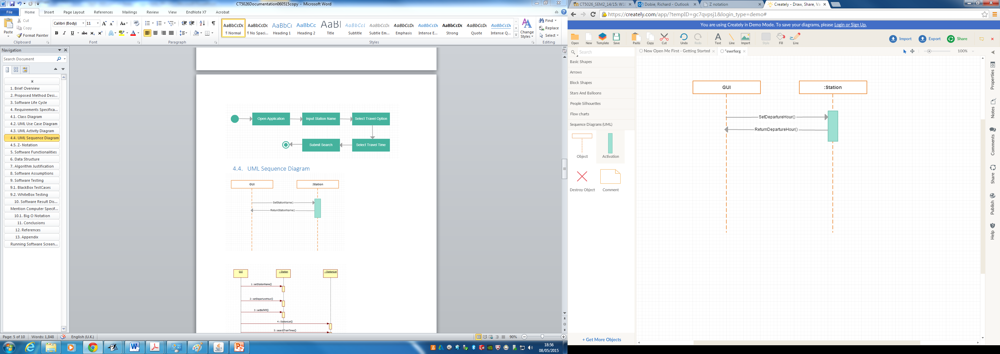 CT5026Documentation060515copy - Microsoft Word
File
Home
Insert
Page Layout
References
Mailings
Review
View
EndNote X7
Acrobat
Paste
Cut
Copy
Format Painter
Clipboard
Calibri (Body)
11
Font
Paragraph
AaBbCcDc
¶ Normal
AaBbCcDc
¶ No Spaci...
AaBbCc
Heading 1
AaBbCc
Heading 2
AaBl
Title
AaBbCcL
Subtitle
AaBbCcDc
Subtle Em...
AaBbCcDc
Emphasis
AaBbCcDc
Intense E...
AaBbCcDc
Strong
AaBbCcDc
Quote
AaBbCcDc
Intense Q...
Change Styles
Styles
Find
Replace
Select
Editing
Navigation
Search Document
1. Brief Overview
2. Proposed Method Desi...
3. Software Life Cycle
4. Requirements Specifica...
4.1. Class Diagram
4.2. UML Use Case Diagram
4.3. UML Activity Diagram
4.4. UML Sequence Diagram
4.5. Z- Notation
5. Software Functionalities
6. Data Structure
7. Algorithm Justification
8. Software Assumptions
9. Software Testing
9.1. BlackBox TestCases
9.2. WhiteBox Testing
10. Software Result Dis...
Mention Computer Specif...
10.1. Big O Notation
11. Conclusions
12. References
13. Appendix
Running Software Screen...
Open Application
Input Station Name
Select Travel Option
Submit Search
Select Travel Time
4.4. UML Sequence Diagram
GUI
:Station
SetStationName()
ReturnStationName()
GUI
: Station
: StationList
1 : setStationName()
2 : setDepartureHour()
3 : setBefAft()
4 : StationList()
5 : searchTrainTimes()
Page: 5 of 10
Words: 1,848
English (U.K.)
90%
18:56
08/05/2015
CT5026_SEM2_14/15: W1
Dobie, Richard - Outlook
Z notation
Creately - Draw, Share, Va
https://creately.com/app/?tempID=gc7qvpsj1&login_type=demo#
You are using Creately in Demo Mode. To save your diagrams, please Login or Sign Up.
Open
New
Template
Save
Paste
Copy
Cut
Undo
Redo
Text
Line
Import
Style
Fill
Line
Import
Export
Share
Search
New Open Me First - Getting Started
*ewrferg
100%
Basic Shapes
Arrows
Block Shapes
Stars And Balloons
People Silhouettes
Flow charts
Sequence Diagrams (UML)
Object
Activation
Destroy Object
Comment
+ Get More Objects
GUI
:Station
SetDepartureHour()
ReturnDepartureHour()
Properties
Notes
Comments
Share
Publish
Help